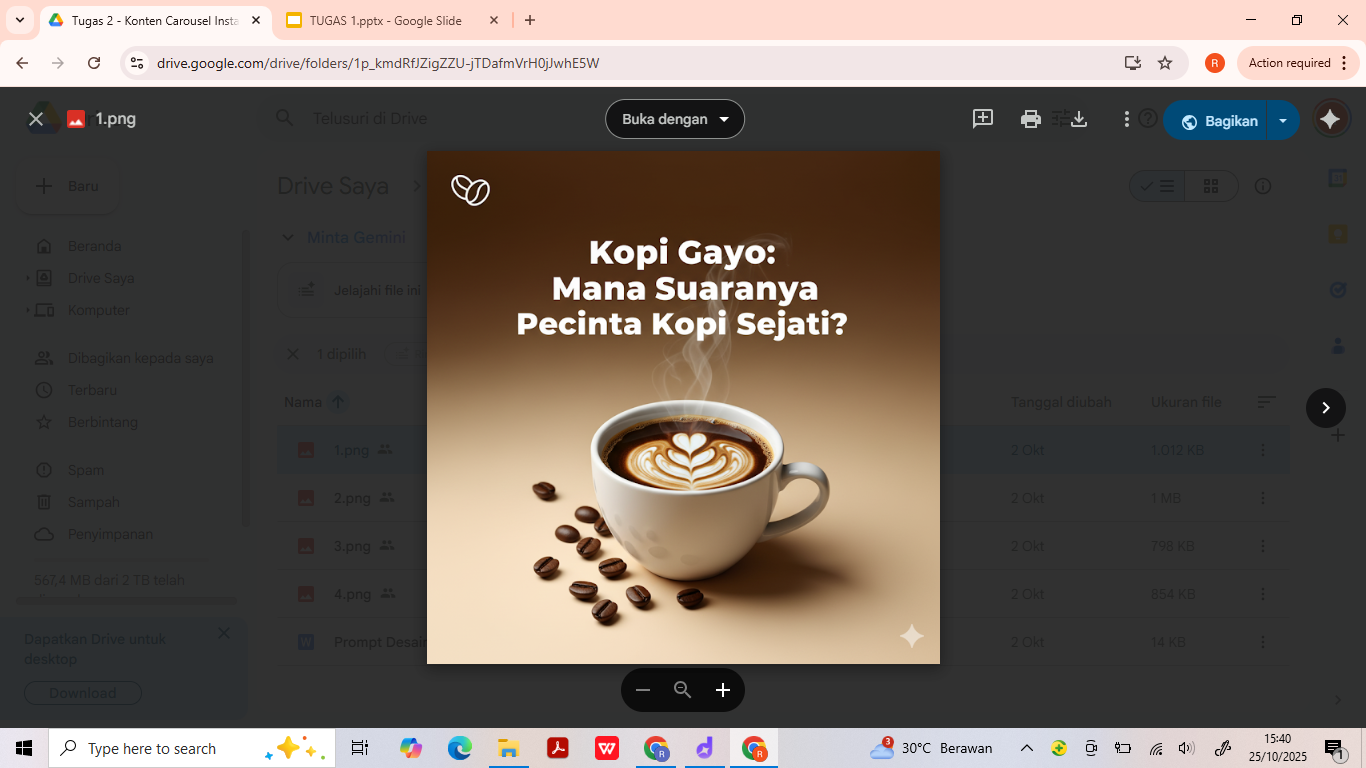 Tugas 2 - Konten Carousel Insta
TUGAS 1.pptx - Google Slide
drive.google.com/drive/folders/1p_kmdRfJZigZZU-jTDafmVrH0jJwhE5W
R
Action required
1.png
Telusuri di Drive
Buka dengan
Bagikan
Baru
Drive Saya
Beranda
Drive Saya
Komputer
Dibagikan kepada saya
Terbaru
Berbintang
Spam
Sampah
Penyimpanan
567,4 MB dari 2 TB telah
Dapatkan Drive untuk
desktop
Download
Minta Gemini
Jelajahi file ini
1 dipilih
Nama
Tanggal diubah
Ukuran file
1.png
2 Okt
1.012 KB
2.png
2 Okt
1 MB
3.png
2 Okt
798 KB
4.png
2 Okt
854 KB
Prompt Desai
2 Okt
14 KB
Kopi Gayo:
Mana Suaranya
Pecinta Kopi Sejati?
Type here to search
3
30°C Berawan
15:40
25/10/2025
1